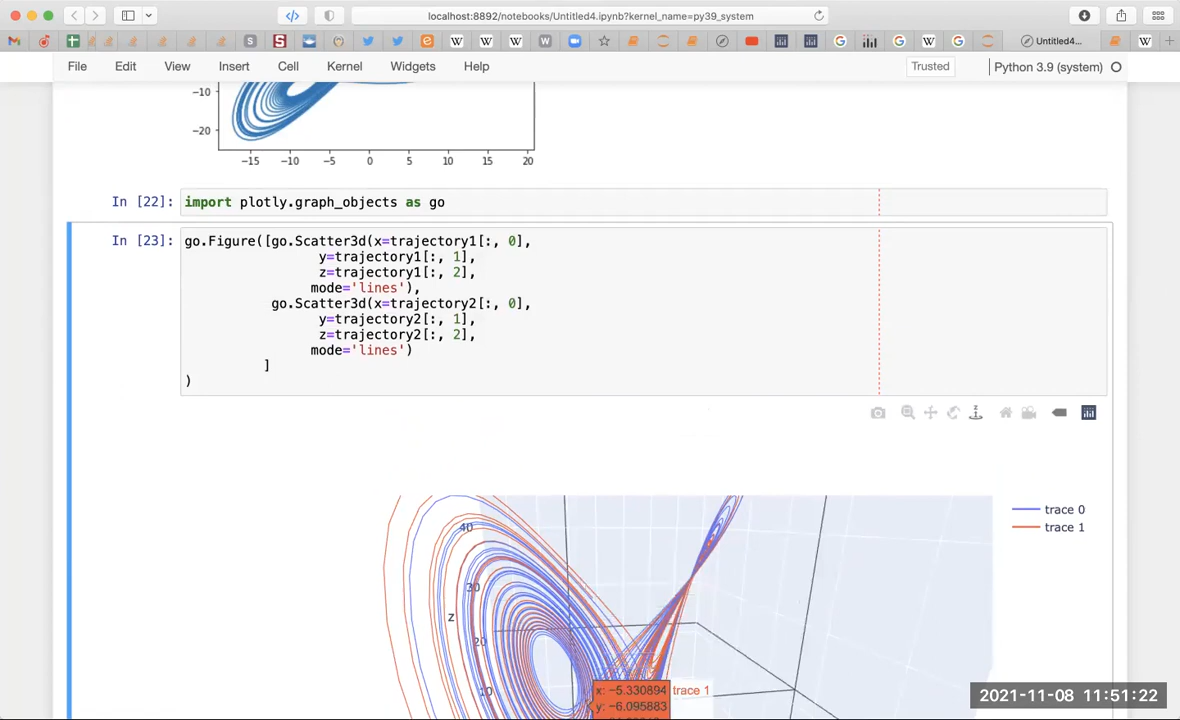 localhost:8892/notebooks/Untitled4.ipynb?kernel_name=py39_system
Untitled4...
File Edit View Insert Cell Kernel Widgets Help
Trusted
Python 3.9 (system)
−10
−20
−15 −10 −5 0 5 10 15 20
In [22]: import plotly.graph_objects as go
In [23]: go.Figure([go.Scatter3d(x=trajectory1[:, 0],
y=trajectory1[:, 1],
z=trajectory1[:, 2],
mode='lines'),
go.Scatter3d(x=trajectory2[:, 0],
y=trajectory2[:, 1],
z=trajectory2[:, 2],
mode='lines')
]
)
trace 0
trace 1
40
30
z
20
10
x: −5.330894 trace 1
y: −6.095883
2021-11-08 11:51:22